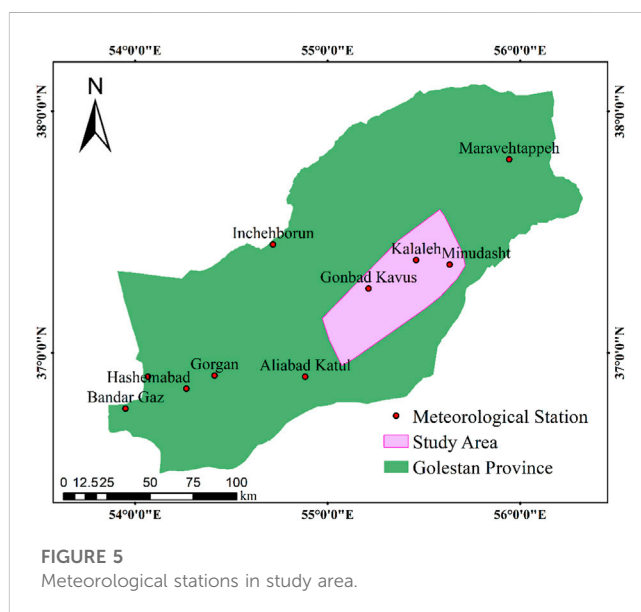 54°0'0"E 55°0'0"E 56°0'0"E
38°0'0"N
38°0'0"N
N
Maravehtappeh
Inchehborun
Kalaleh
Minudasht
Gonbad Kavus
37°0'0"N
37°0'0"N
Gorgan
Aliabad Katul
Hashemabad
Bandar Gaz
Meteorological Station
Study Area
Golestan Province
0 12.525 50 75 100
km
54°0'0"E 55°0'0"E 56°0'0"E
FIGURE 5
Meteorological stations in study area.